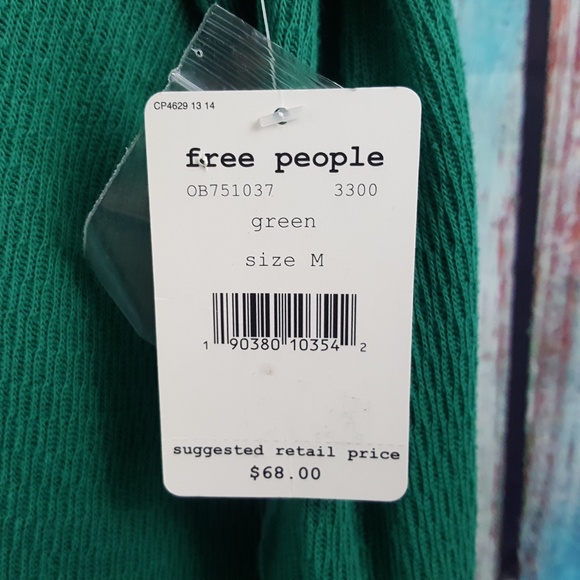 CP4629 13 14
free people
OB751037 3300
green
size M
1 90380 10354 2
suggested retail price
$68.00